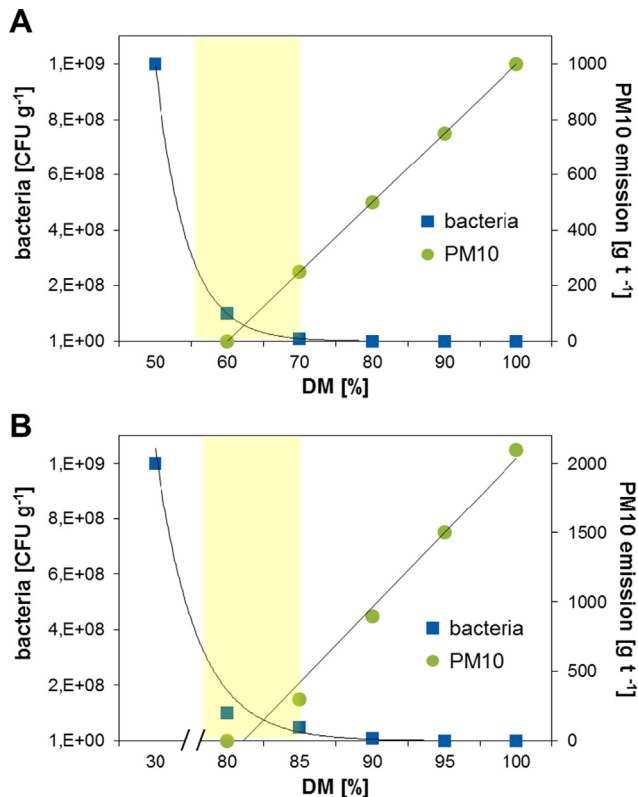 A
1,E+09
8,E+08
6,E+08
4,E+08
2,E+08
1,E+00
bacteria [CFU g-1]
1000
800
600
400
200
0
PM10 emission [g t -1]
bacteria
PM10
50 60 70 80 90 100
DM [%]
B
1,E+09
8,E+08
6,E+08
4,E+08
2,E+08
1,E+00
bacteria [CFU g-1]
2000
1500
1000
500
0
PM10 emission [g t -1]
bacteria
PM10
30 80 85 90 95 100
DM [%]